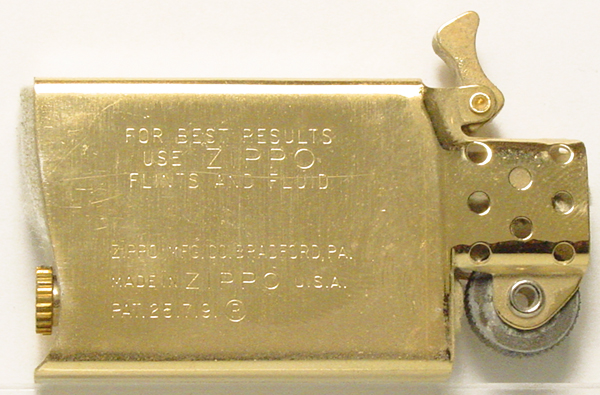 FOR BEST RESULTS
USE ZIPPO
FLINTS AND FLUID
ZIPPO MFG. CO. BRADFORD, PA.
MADE IN ZIPPO U.S.A.
PAT. 2517191 ®